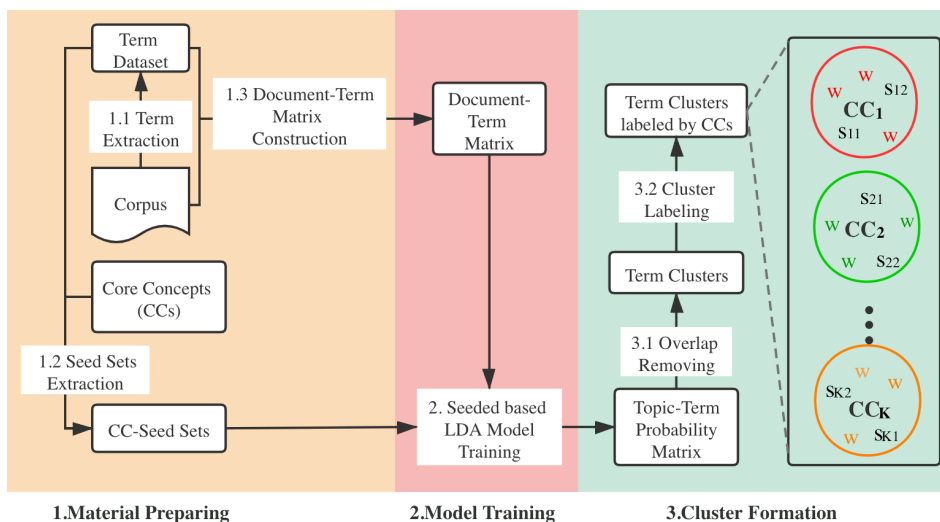 Term
Dataset
1.1 Term
Extraction
Corpus
1.3 Document-Term
Matrix
Construction
Core Concepts
(CCs)
1.2 Seed Sets
Extraction
CC-Seed Sets
Document-
Term
Matrix
2. Seeded based
LDA Model
Training
Term Clusters
labeled by CCs
3.2 Cluster
Labeling
Term Clusters
3.1 Overlap
Removing
Topic-Term
Probability
Matrix
W
W
S12
CC1
S11
W
S21
W
CC2
W
W
S22
W
W
SK2
CCK
W
SK1
1.Material Preparing
2.Model Training
3.Cluster Formation